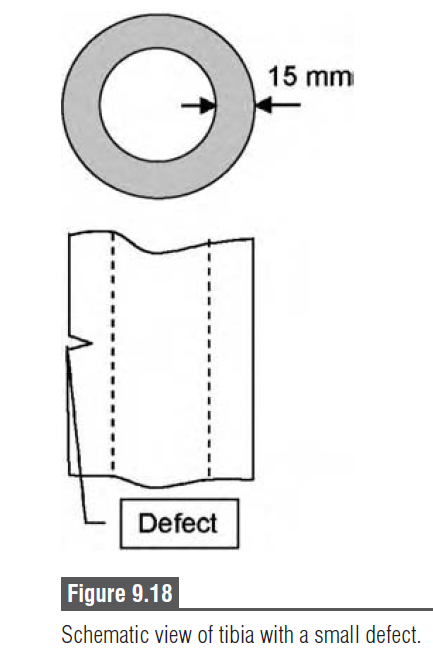 15 mm
Defect
Figure 9.18
Schematic view of tibia with a small defect.